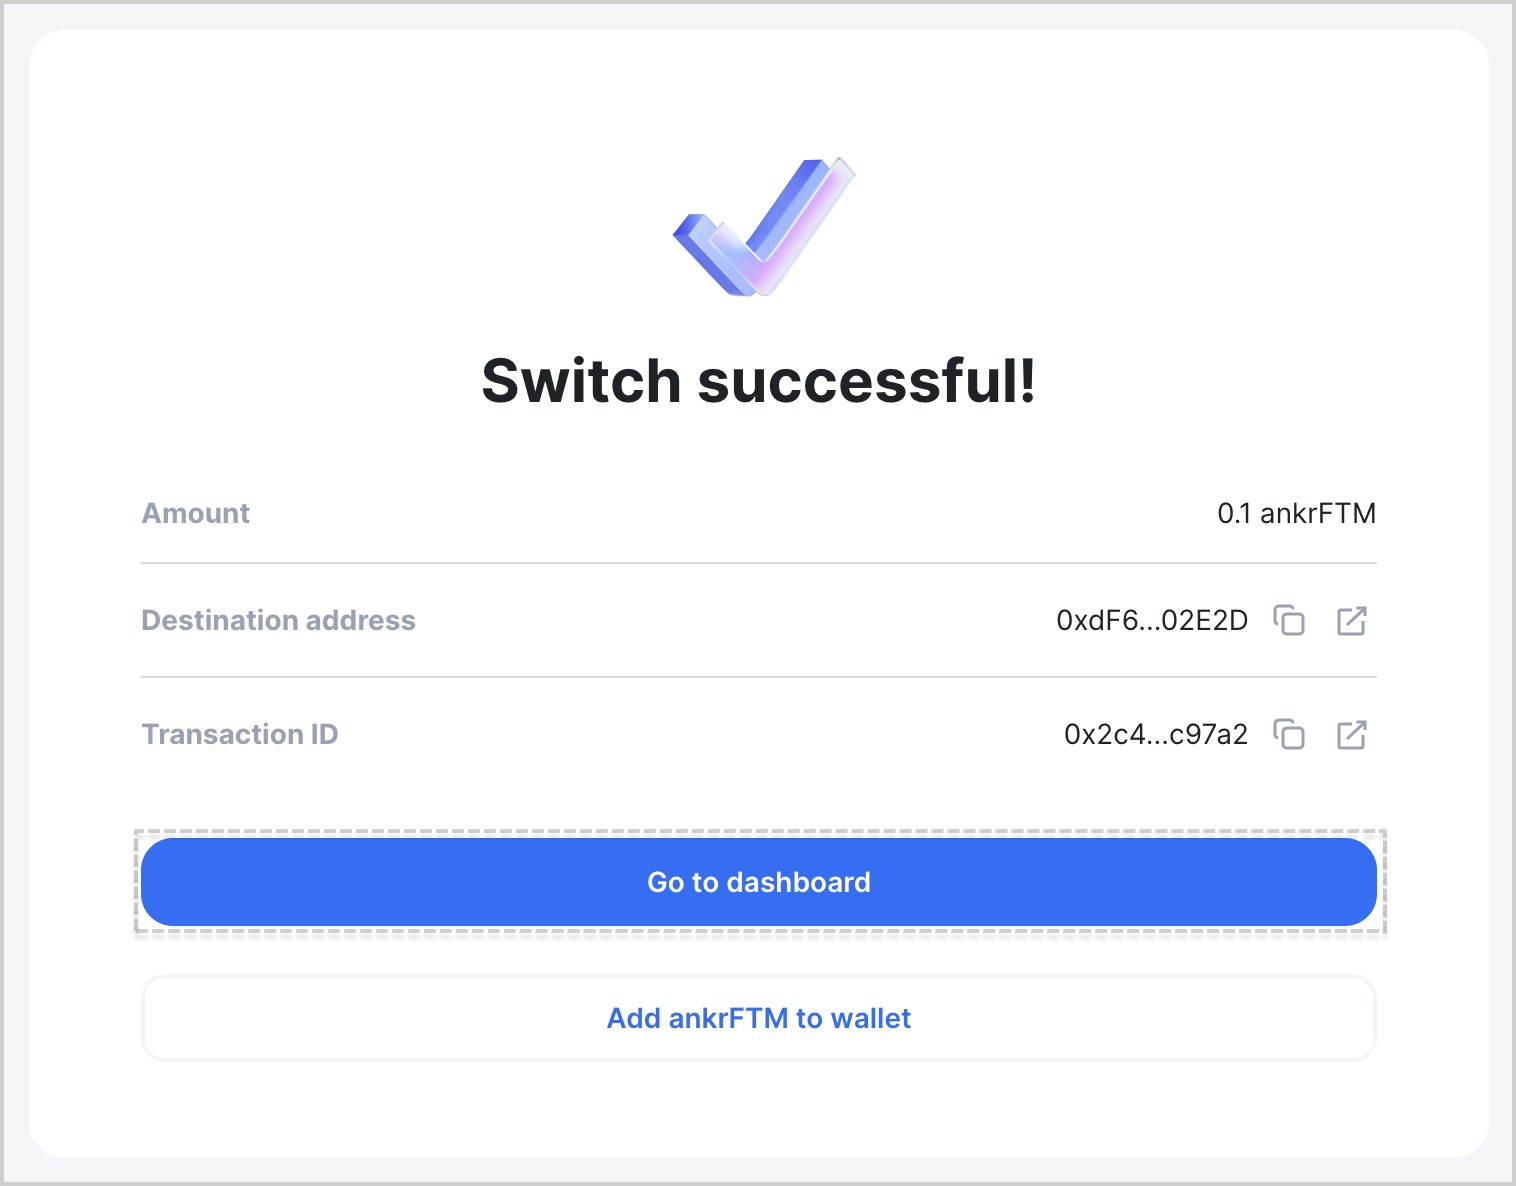 Switch successful!
Amount
0.1 ankrFTM
Destination address
0xdF6...02E2D
Transaction ID
0x2c4...c97a2
Go to dashboard
Add ankrFTM to wallet